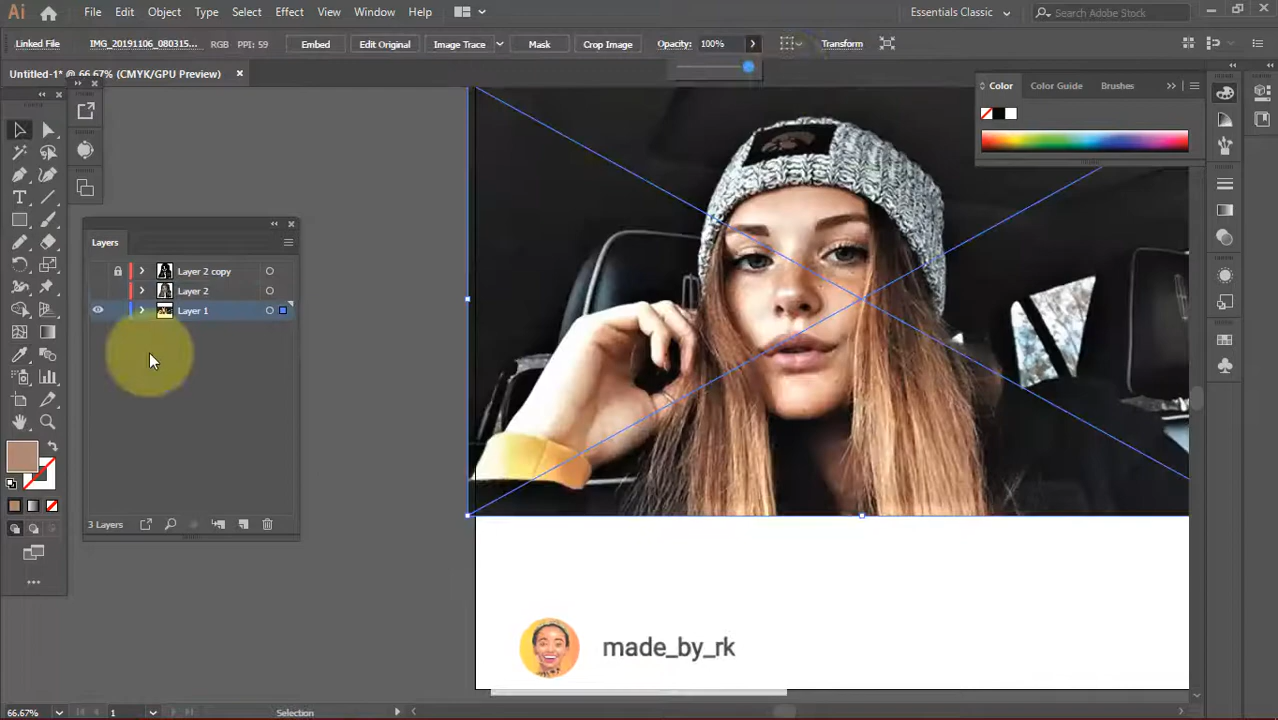 Ai File Edit Object Type Select Effect View Window Help Essentials Classic Search Adobe Stock
Linked File IMG_20191106_080315... RGB PPI: 59 Embed Edit Original Image Trace Mask Crop Image Opacity: 100% Transform
Untitled-1* @ 66.67% (CMYK/GPU Preview)
Color Color Guide Brushes
Layers
Layer 2 copy
Layer 2
Layer 1
3 Layers
made_by_rk
66.67% 1 Selection